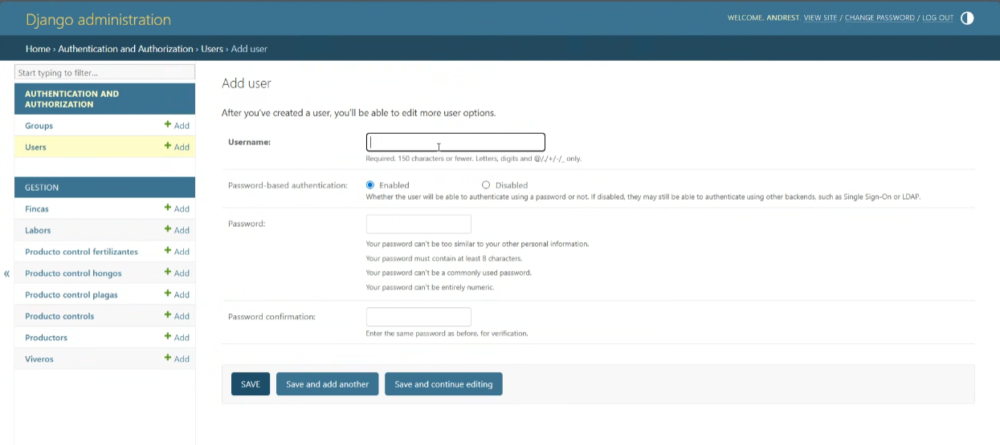 Django administration
WELCOME, ANDREST. VIEW SITE / CHANGE PASSWORD / LOG OUT
Home › Authentication and Authorization › Users › Add user
Start typing to filter...
AUTHENTICATION AND
AUTHORIZATION
Groups + Add
Users + Add
GESTION
Fincas + Add
Labors + Add
Producto control fertilizantes + Add
Producto control hongos + Add
Producto control plagas + Add
Producto controls + Add
Productors + Add
Viveros + Add
«
Add user
After you've created a user, you'll be able to edit more user options.
Username:
Required. 150 characters or fewer. Letters, digits and @/./+/-/_ only.
Password-based authentication: Enabled Disabled
Whether the user will be able to authenticate using a password or not. If disabled, they may still be able to authenticate using other backends, such as Single Sign-On or LDAP.
Password:
Your password can't be too similar to your other personal information.
Your password must contain at least 8 characters.
Your password can't be a commonly used password.
Your password can't be entirely numeric.
Password confirmation:
Enter the same password as before, for verification.
SAVE Save and add another Save and continue editing